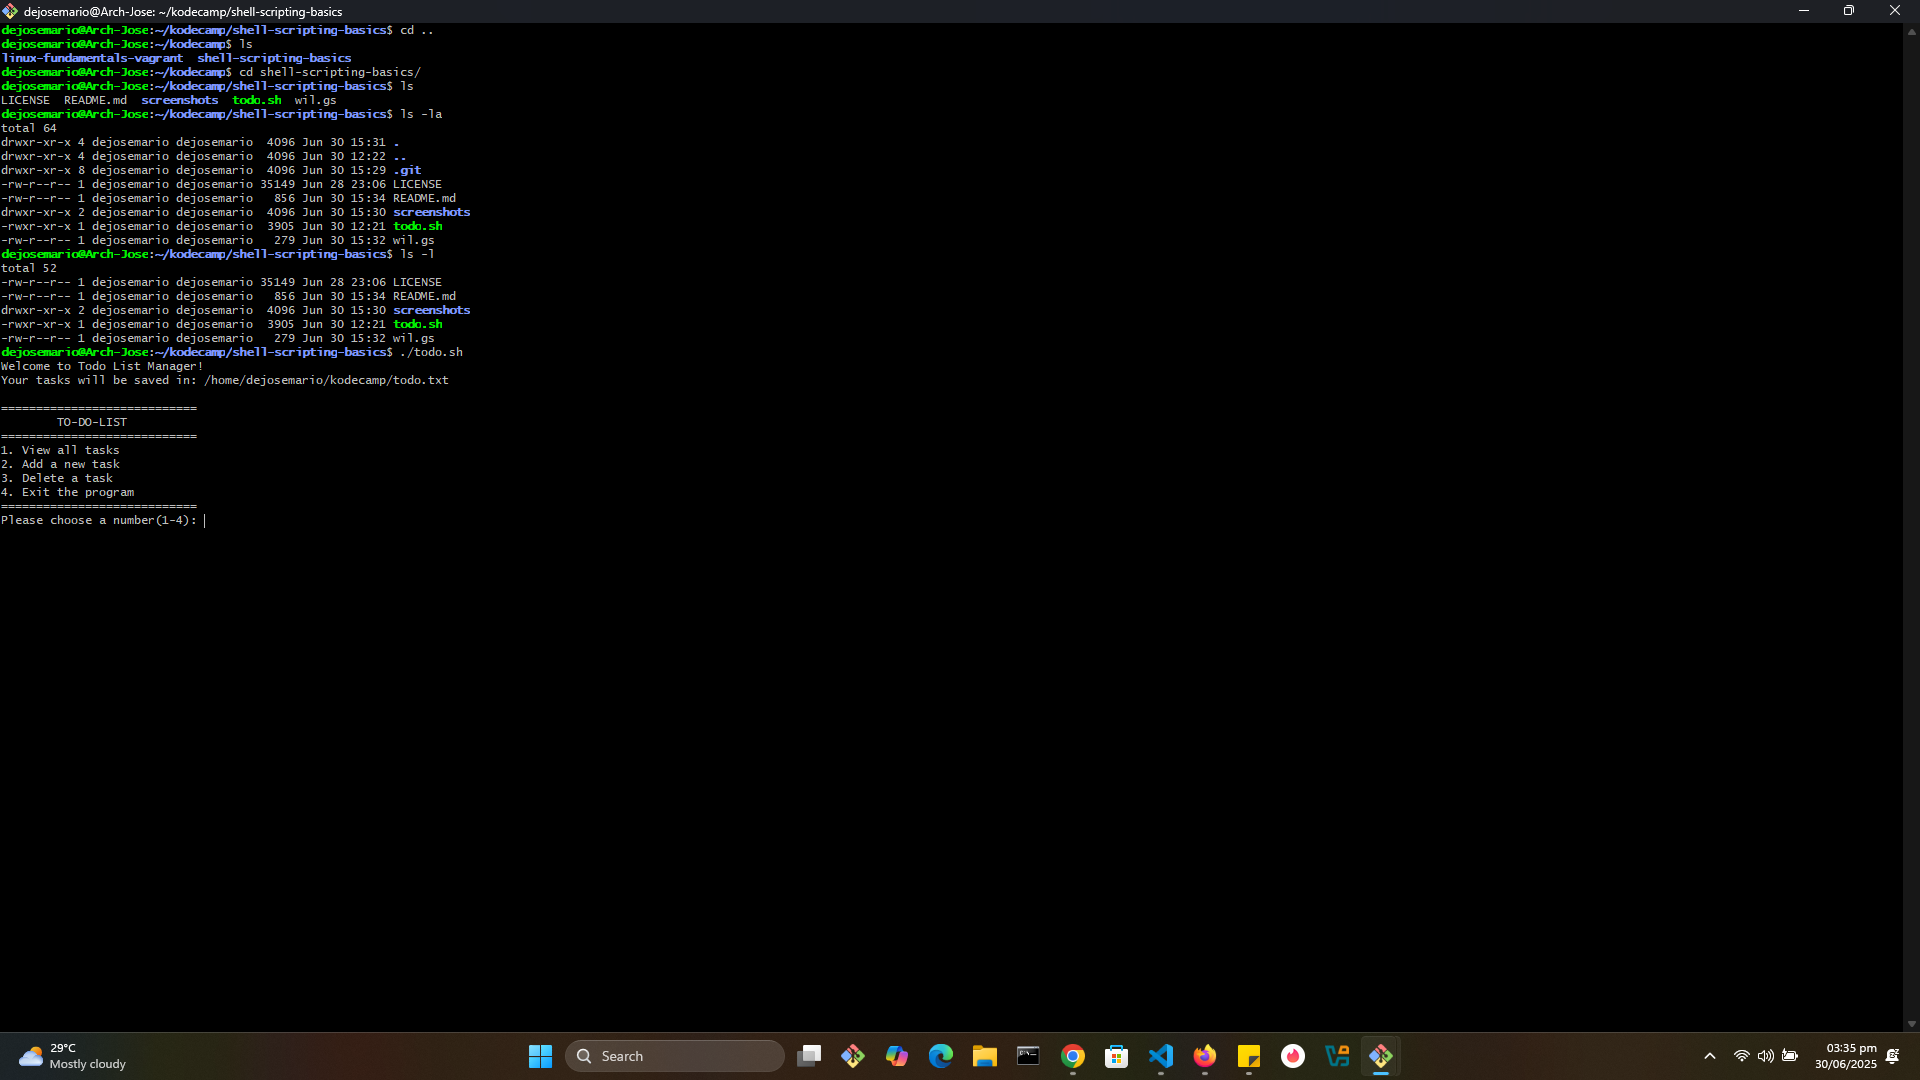 dejosemario@Arch-Jose: ~/kodecamp/shell-scripting-basics
dejosemario@Arch-Jose:~/kodecamp/shell-scripting-basics$ cd ..
dejosemario@Arch-Jose:~/kodecamp$ ls
linux-fundamentals-vagrant  shell-scripting-basics
dejosemario@Arch-Jose:~/kodecamp$ cd shell-scripting-basics/
dejosemario@Arch-Jose:~/kodecamp/shell-scripting-basics$ ls
LICENSE  README.md  screenshots  todo.sh  wil.gs
dejosemario@Arch-Jose:~/kodecamp/shell-scripting-basics$ ls -la
total 64
drwxr-xr-x 4 dejosemario dejosemario  4096 Jun 30 15:31 .
drwxr-xr-x 4 dejosemario dejosemario  4096 Jun 30 12:22 ..
drwxr-xr-x 8 dejosemario dejosemario  4096 Jun 30 15:29 .git
-rw-r--r-- 1 dejosemario dejosemario 35149 Jun 28 23:06 LICENSE
-rw-r--r-- 1 dejosemario dejosemario   856 Jun 30 15:34 README.md
drwxr-xr-x 2 dejosemario dejosemario  4096 Jun 30 15:30 screenshots
-rwxr-xr-x 1 dejosemario dejosemario  3905 Jun 30 12:21 todo.sh
-rw-r--r-- 1 dejosemario dejosemario   279 Jun 30 15:32 wil.gs
dejosemario@Arch-Jose:~/kodecamp/shell-scripting-basics$ ls -l
total 52
-rw-r--r-- 1 dejosemario dejosemario 35149 Jun 28 23:06 LICENSE
-rw-r--r-- 1 dejosemario dejosemario   856 Jun 30 15:34 README.md
drwxr-xr-x 2 dejosemario dejosemario  4096 Jun 30 15:30 screenshots
-rwxr-xr-x 1 dejosemario dejosemario  3905 Jun 30 12:21 todo.sh
-rw-r--r-- 1 dejosemario dejosemario   279 Jun 30 15:32 wil.gs
dejosemario@Arch-Jose:~/kodecamp/shell-scripting-basics$ ./todo.sh
Welcome to Todo List Manager!
Your tasks will be saved in: /home/dejosemario/kodecamp/todo.txt
============================
TO-DO-LIST
============================
1. View all tasks
2. Add a new task
3. Delete a task
4. Exit the program
============================
Please choose a number(1-4):
29°C
Mostly cloudy
Search
03:35 pm
30/06/2025